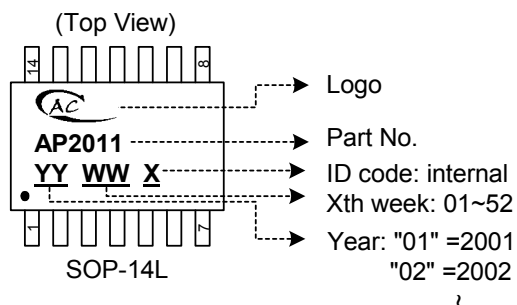 (Top View)
14 8
AC
Logo
AP2011
Part No.
YY WW X
ID code: internal
Xth week: 01~52
Year: "01" =2001
"02" =2002
~
1 7
SOP-14L